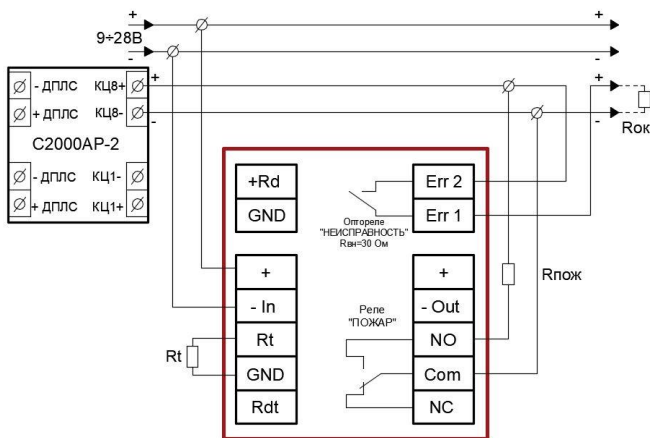 + +
9÷28В
- -
- ДПЛС КЦ8+ + +
+ ДПЛС КЦ8- - -
Rок
С2000АР-2
- ДПЛС КЦ1-
+ ДПЛС КЦ1+
+Rd Err 2
GND Err 1
Оптореле
"НЕИСПРАВНОСТЬ"
Rвн=30 Ом
+ +
Rпож
- In - Out
Реле
"ПОЖАР"
Rt NO
Rt
GND Com
Rdt NC